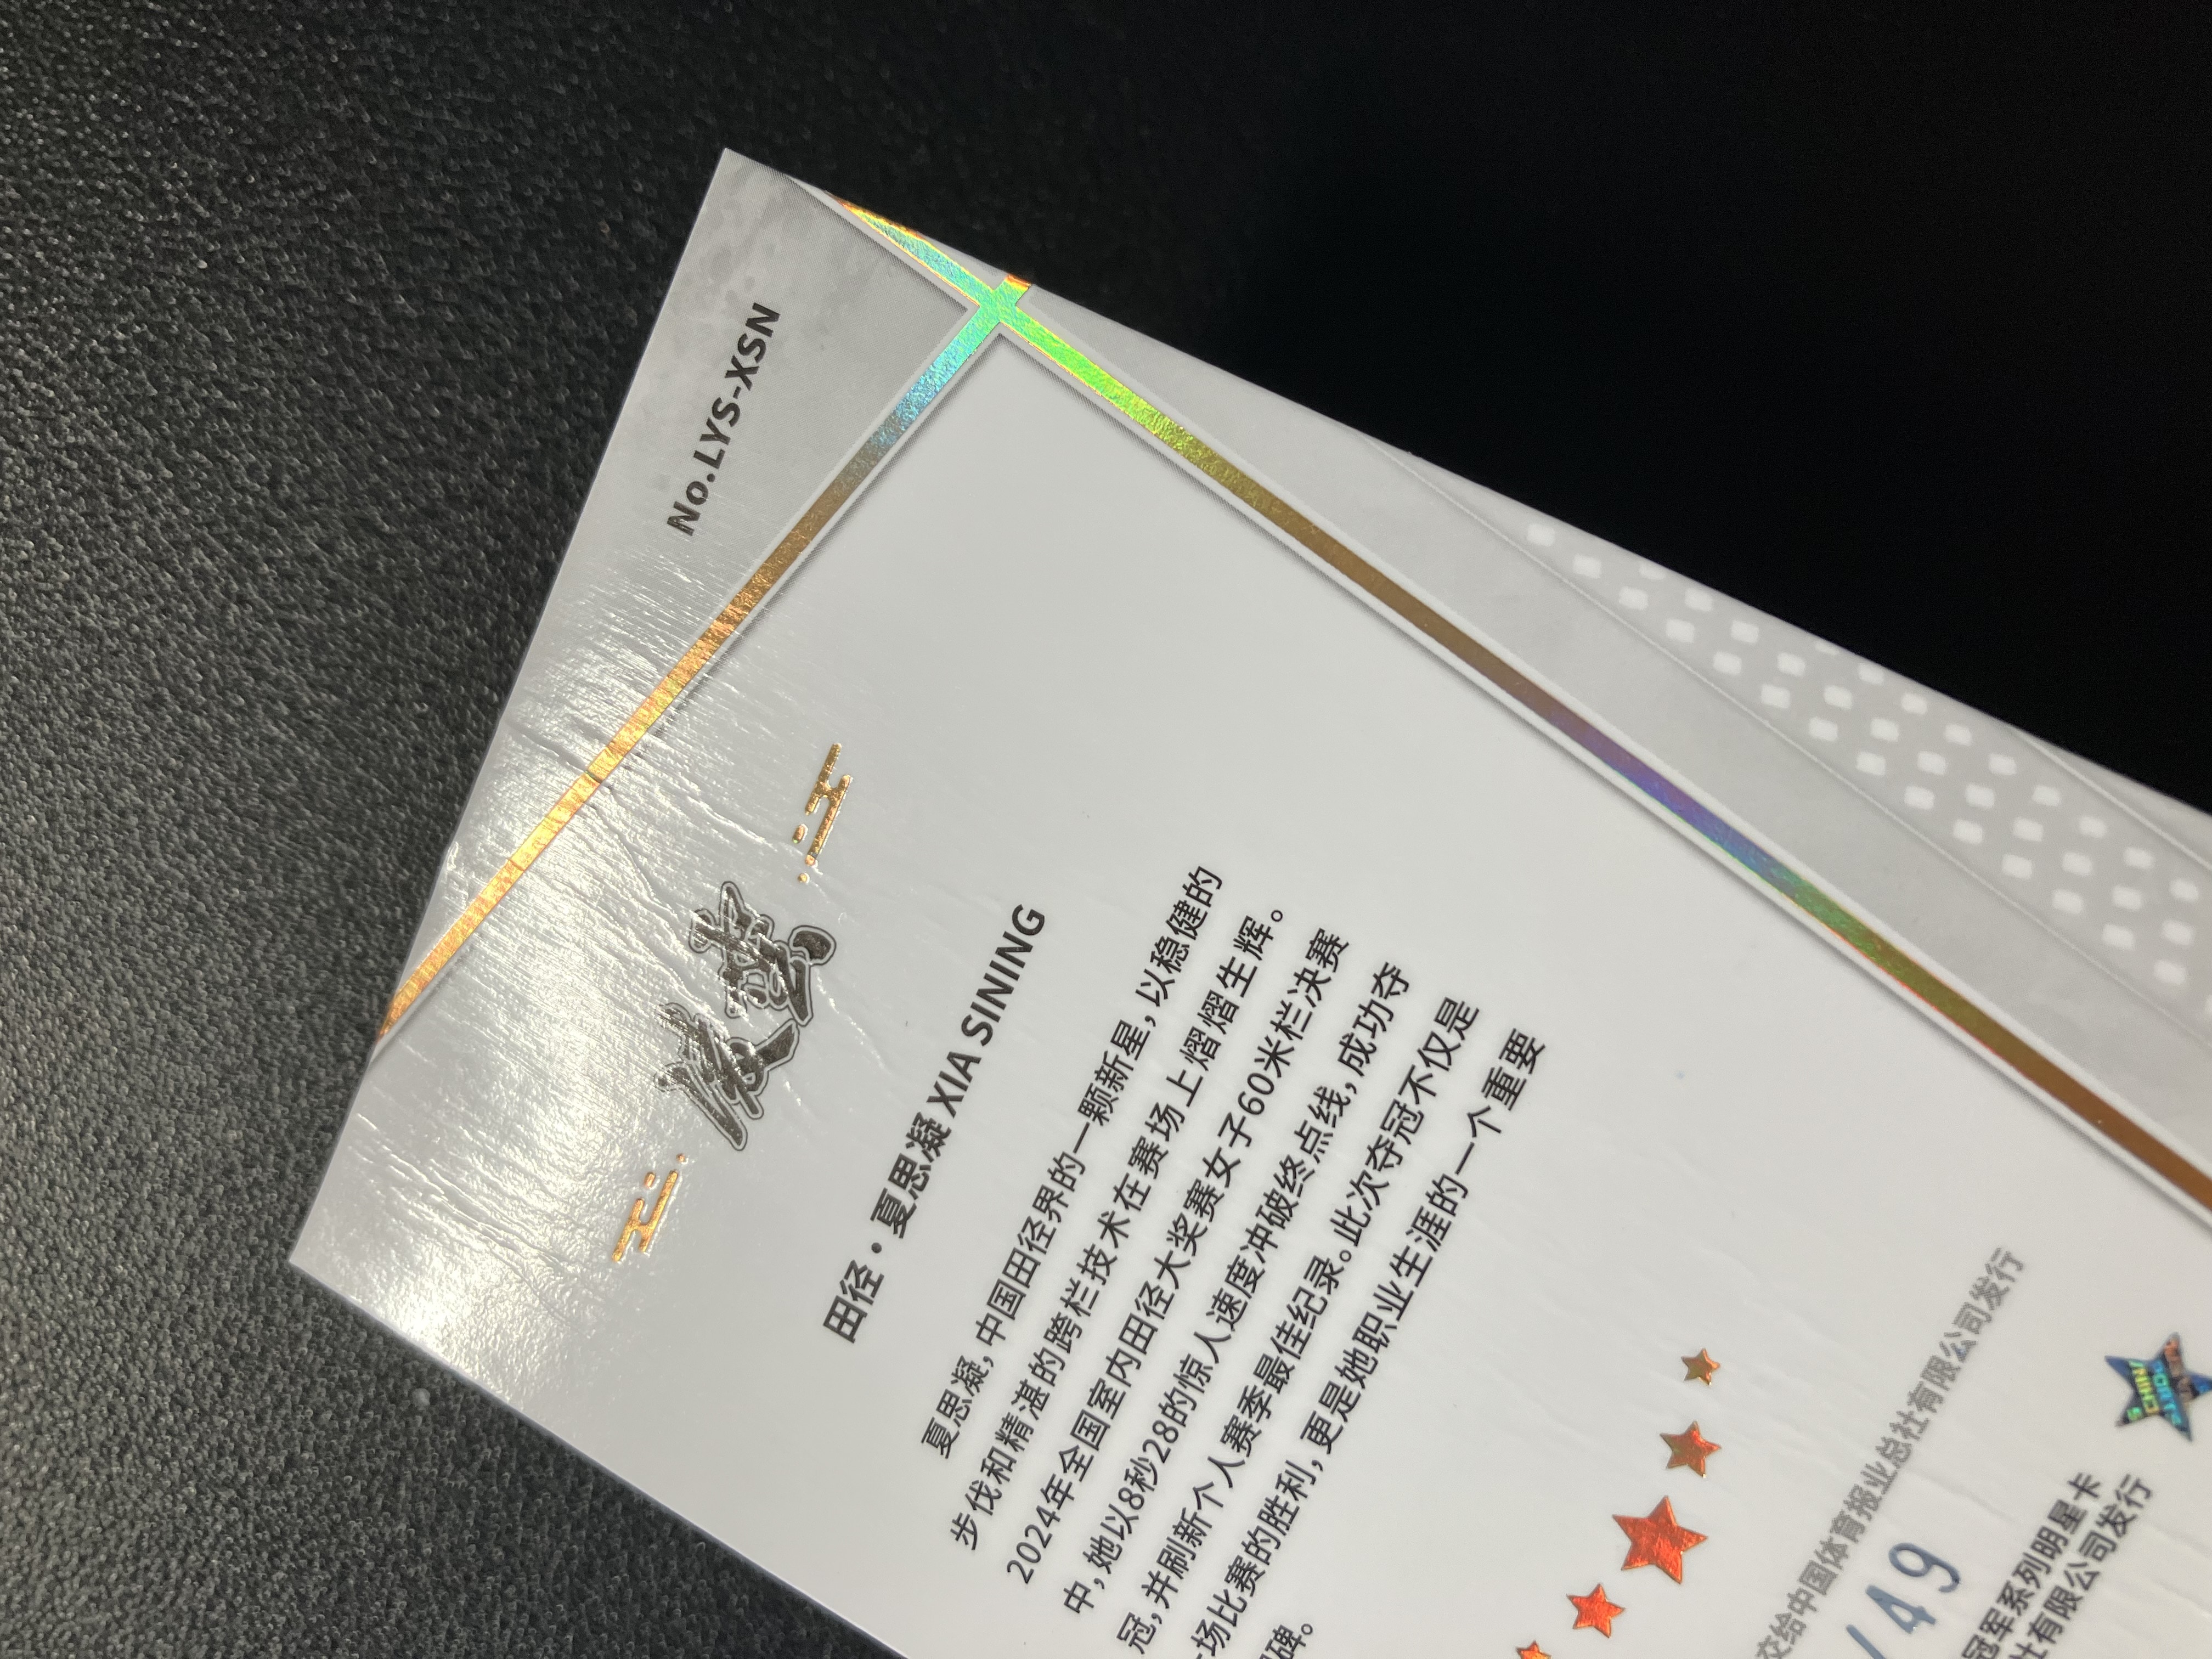 No.LYS-XSN
田径·夏思凝 XIA SINING
夏思凝，中国田径界的一颗新星，以稳健的
步伐和精湛的跨栏技术在赛场上熠熠生辉。
2024年全国室内田径大奖赛女子60米栏决赛
中，她以8秒28的惊人速度冲破终点线，成功夺
冠，并刷新个人赛季最佳纪录。此次夺冠不仅是
场比赛的胜利，更是她职业生涯的一个重要
碑。
交给中国体育报业总社有限公司发行
/49
冠军系列明星卡
社有限公司发行